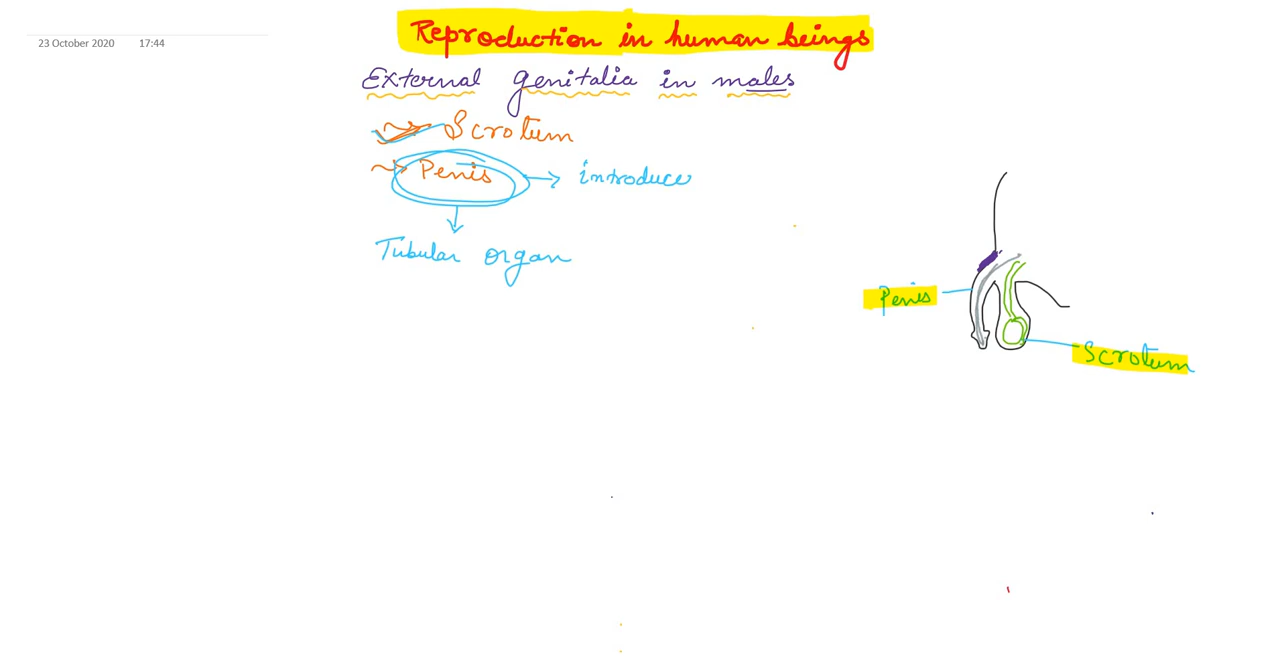 23 October 2020 17:44
Reproduction in human beings
External genitalia in males
Scrotum
Penis → introduce
Tubular organ
Penis
Scrotum